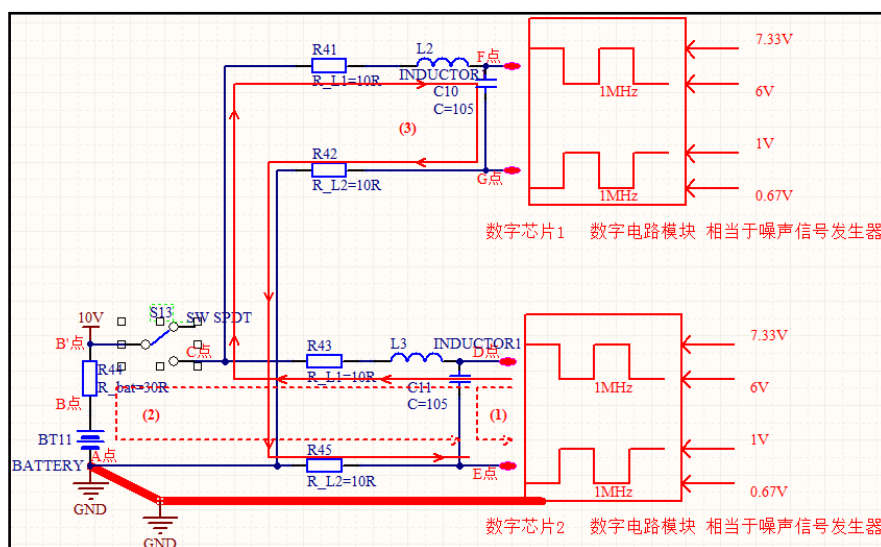 R41
L2
F点
7.33V
R_L1=10R
INDUCTOR1
C10
C=105
1MHz
6V
(3)
R42
1V
R_L2=10R
G点
1MHz
0.67V
数字芯片1 数字电路模块 相当于噪声信号发生器
10V
S13
SW SPDT
B'点
C点
R43
L3
INDUCTOR1
D点
7.33V
R44
R_bat=30R
R_L1=10R
C11
C=105
1MHz
6V
B点
(2)
(1)
BT11
A点
R45
1V
BATTERY
R_L2=10R
E点
1MHz
0.67V
GND
数字芯片2 数字电路模块 相当于噪声信号发生器
GND